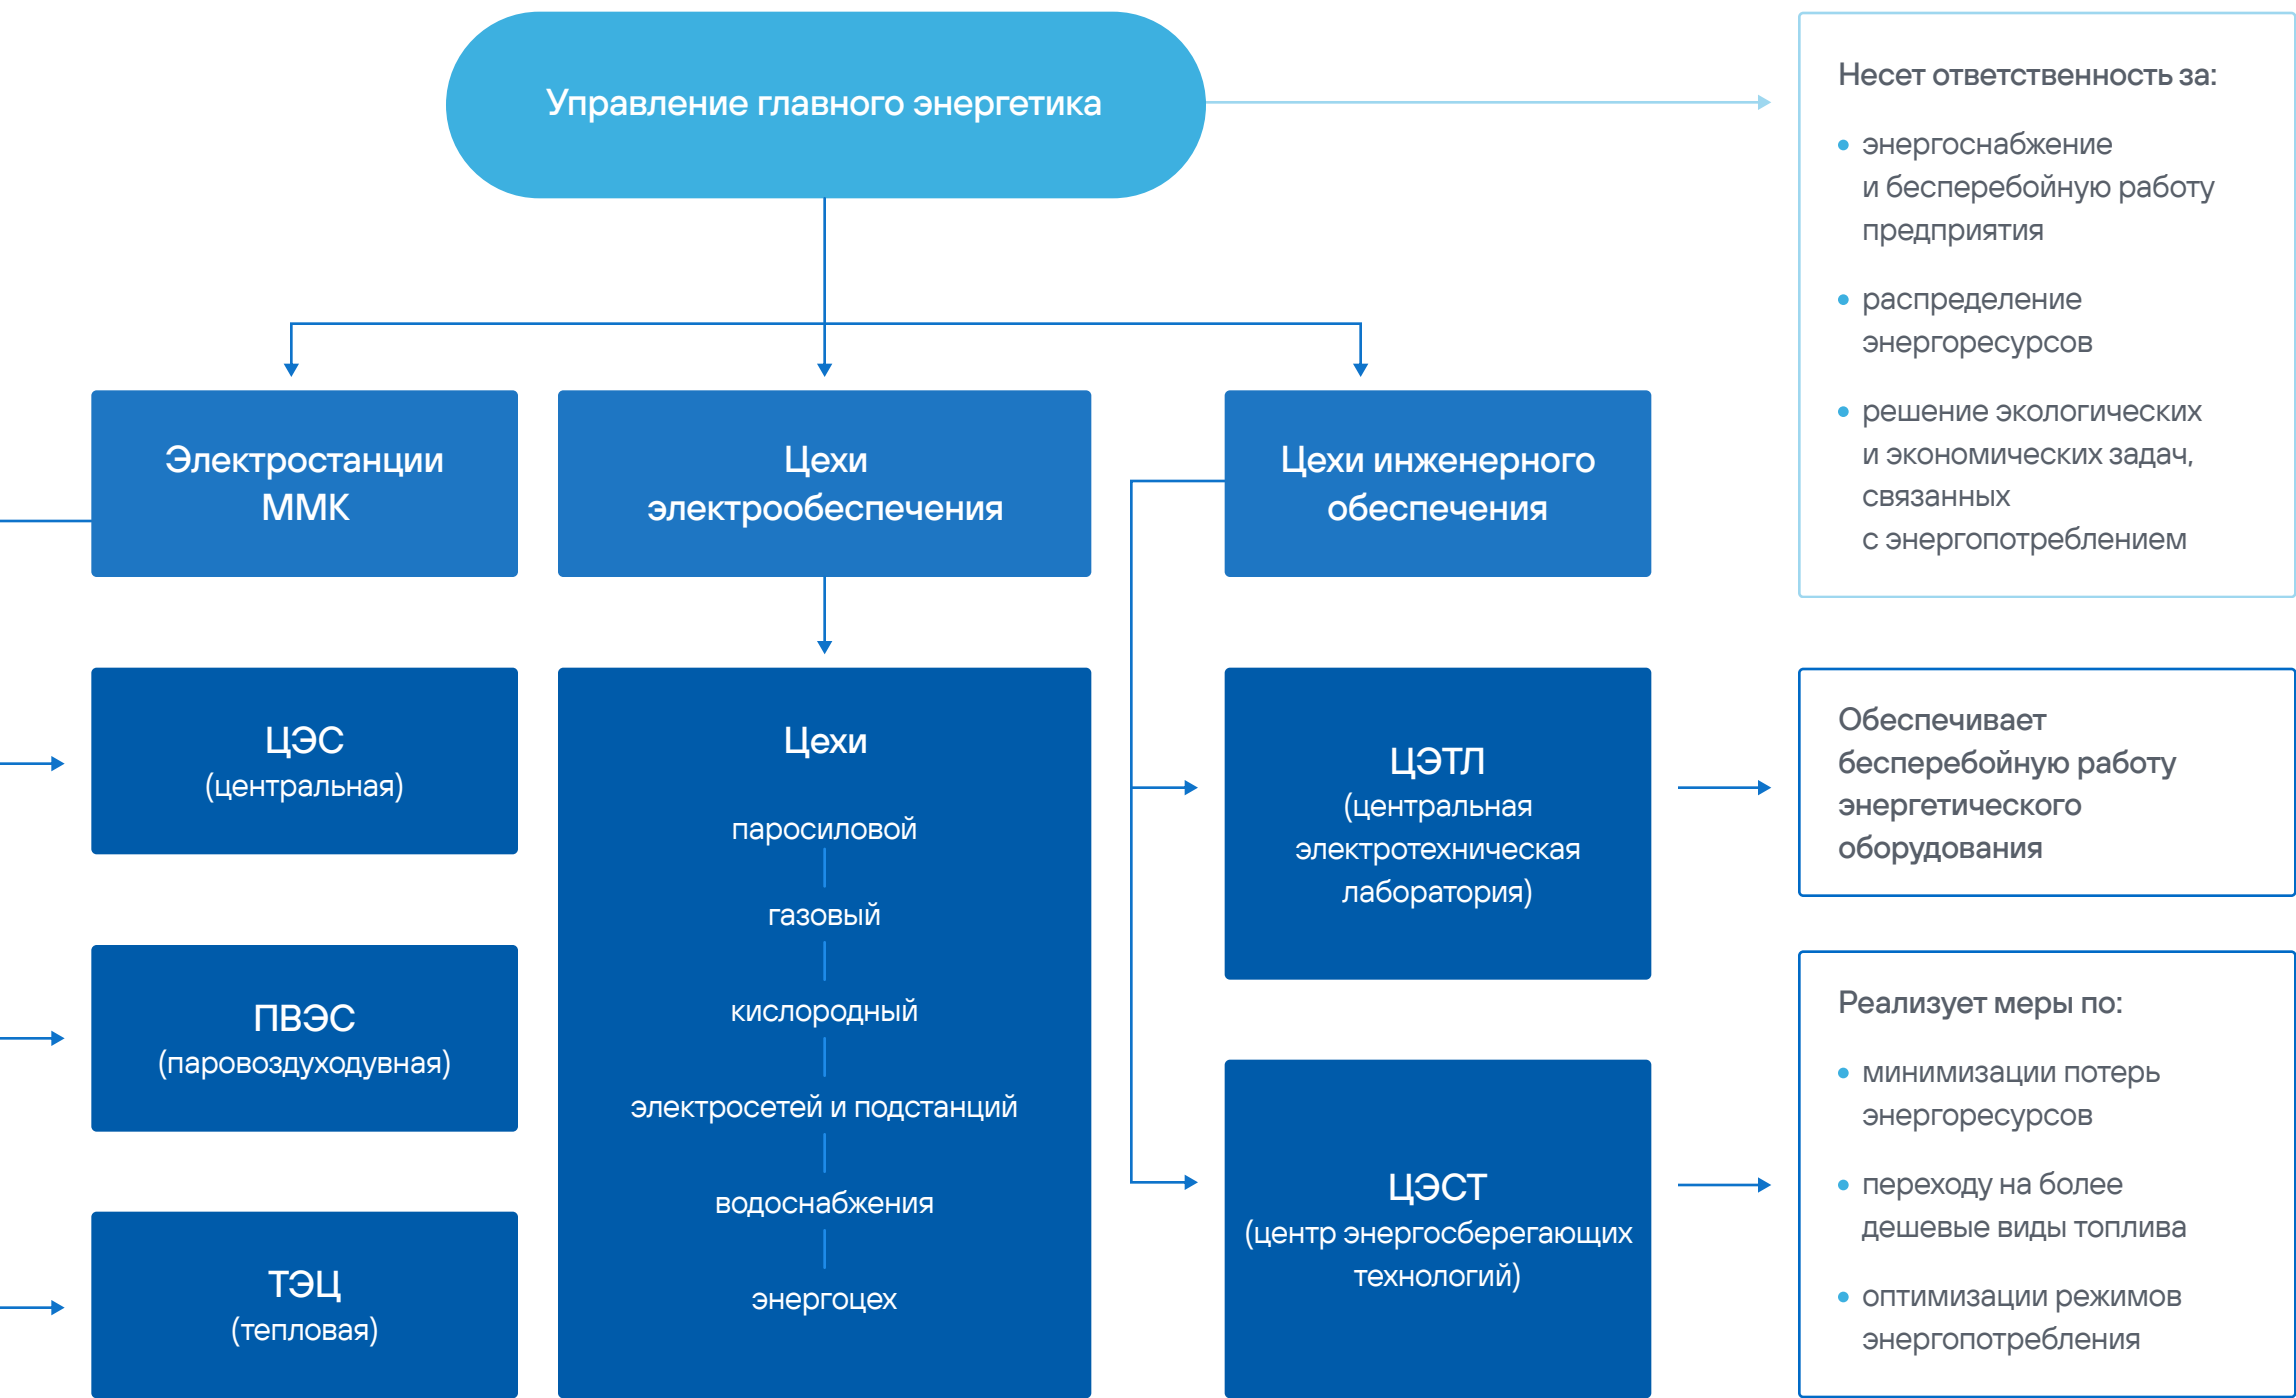 Управление главного энергетика
Несет ответственность за:
энергоснабжение
и бесперебойную работу
предприятия
распределение
энергоресурсов
решение экологических
и экономических задач,
связанных
с энергопотреблением
Электростанции
ММК
Цехи
электрообеспечения
Цехи инженерного
обеспечения
ЦЭС
(центральная)
ПВЭС
(паровоздуходувная)
ТЭЦ
(тепловая)
Цехи
паросиловой
газовый
кислородный
электросетей и подстанций
водоснабжения
энергоцех
ЦЭТЛ
(центральная
электротехническая
лаборатория)
Обеспечивает
бесперебойную работу
энергетического
оборудования
ЦЭСТ
(центр энергосберегающих
технологий)
Реализует меры по:
минимизации потерь
энергоресурсов
переходу на более
дешевые виды топлива
оптимизации режимов
энергопотребления